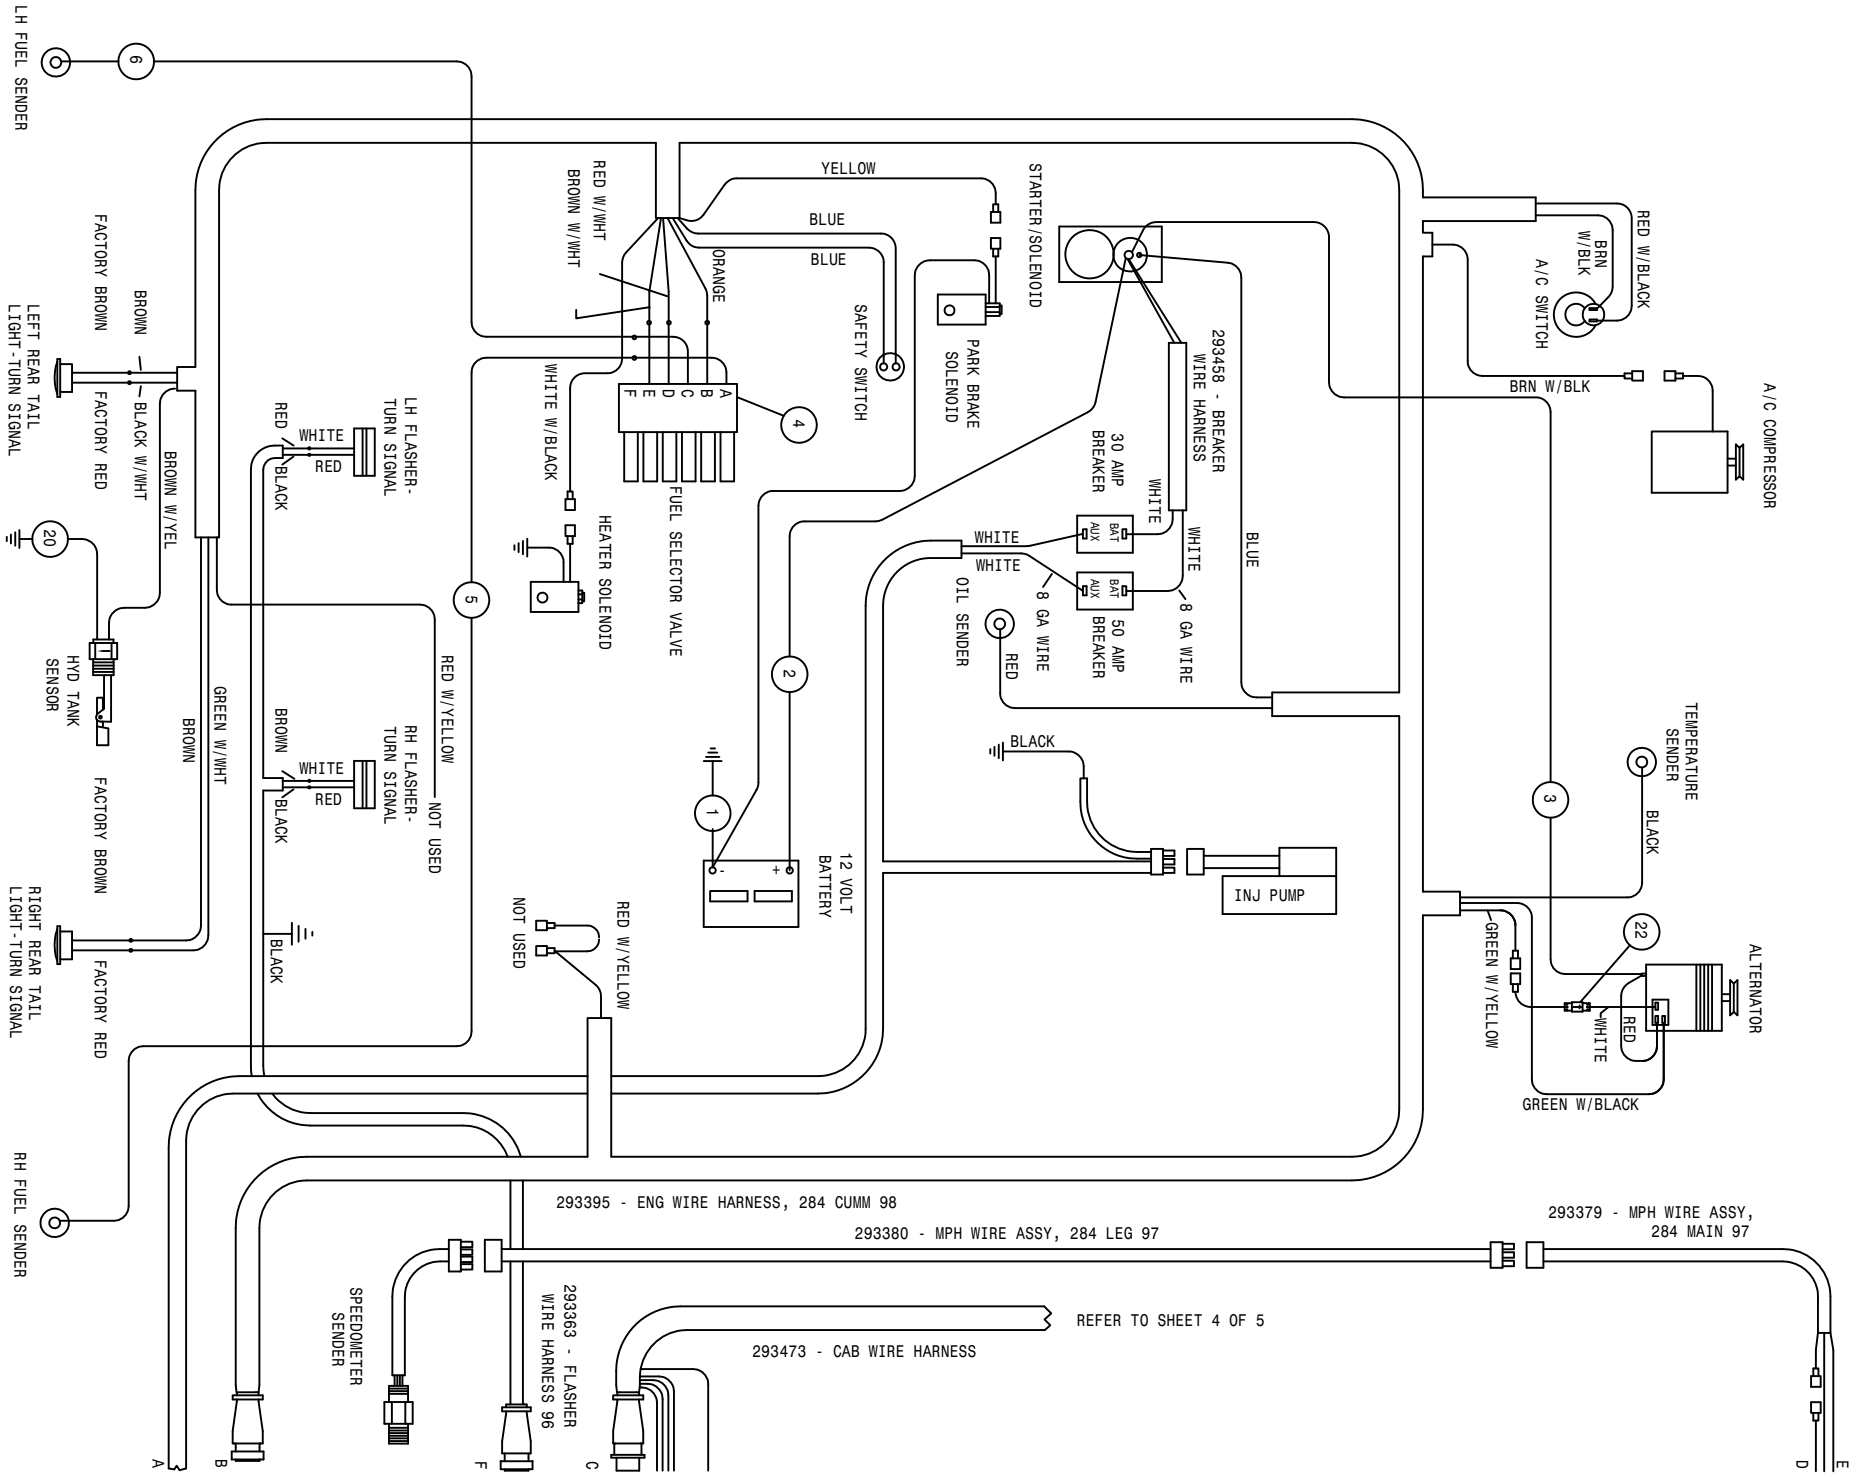 LH FUEL SENDER
6
YELLOW
RED W/WHT
BROWN W/WHT
BLUE
BLUE
ORANGE
STARTER/SOLENOID
RED W/BLACK
BRN
W/BLK
A/C SWITCH
BRN W/BLK
A/C COMPRESSOR
FACTORY BROWN
BROWN
LEFT REAR TAIL
LIGHT-TURN SIGNAL
FACTORY RED
BLACK W/WHT
BROWN W/YEL
RED
WHITE
RED
BLACK
LH FLASHER-
TURN SIGNAL
WHITE W/BLACK
F E D C B A
4
FUEL SELECTOR VALVE
SAFETY SWITCH
PARK BRAKE
SOLENOID
293458 - BREAKER
WIRE HARNESS
30 AMP
BREAKER
WHITE
WHITE
WHITE
WHITE
AUX BAT
AUX BAT
50 AMP
BREAKER
8 GA WIRE
8 GA WIRE
BLUE
20
HYD TANK
SENSOR
5
HEATER SOLENOID
OIL SENDER
RED
2
TEMPERATURE
SENDER
BLACK
3
BROWN
GREEN W/WHT
RED W/YELLOW
NOT USED
BROWN
WHITE
RED
BLACK
RH FLASHER-
TURN SIGNAL
1
- +
12 VOLT
BATTERY
BLACK
INJ PUMP
FACTORY BROWN
RIGHT REAR TAIL
LIGHT-TURN SIGNAL
FACTORY RED
BLACK
NOT USED
RED W/YELLOW
GREEN W/YELLOW
22
WHITE
RED
ALTERNATOR
GREEN W/BLACK
RH FUEL SENDER
293395 - ENG WIRE HARNESS, 284 CUMM 98
293380 - MPH WIRE ASSY, 284 LEG 97
293379 - MPH WIRE ASSY,
284 MAIN 97
SPEEDOMETER
SENDER
293363 - FLASHER
WIRE HARNESS 96
REFER TO SHEET 4 OF 5
293473 - CAB WIRE HARNESS
A
B
F
C
D
E